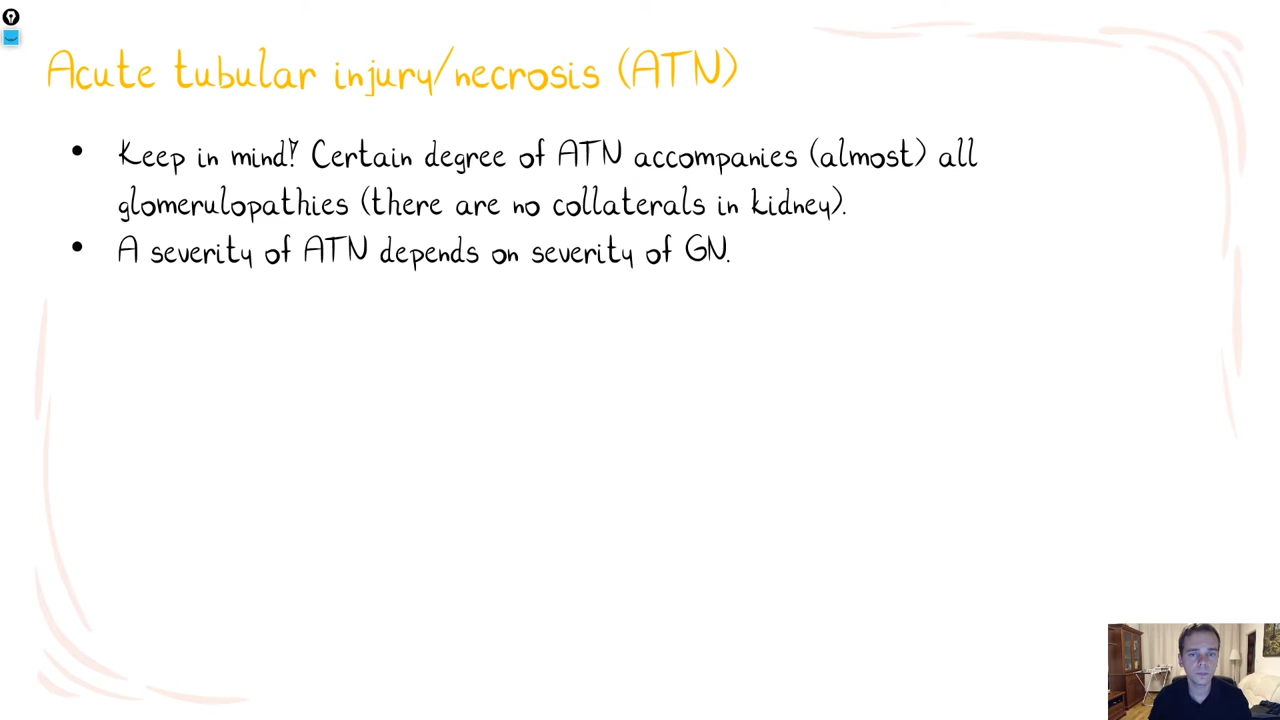 Acute tubular injury/necrosis (ATN)
• Keep in mind! Certain degree of ATN accompanies (almost) all
glomerulopathies (there are no collaterals in kidney).
• A severity of ATN depends on severity of GN.